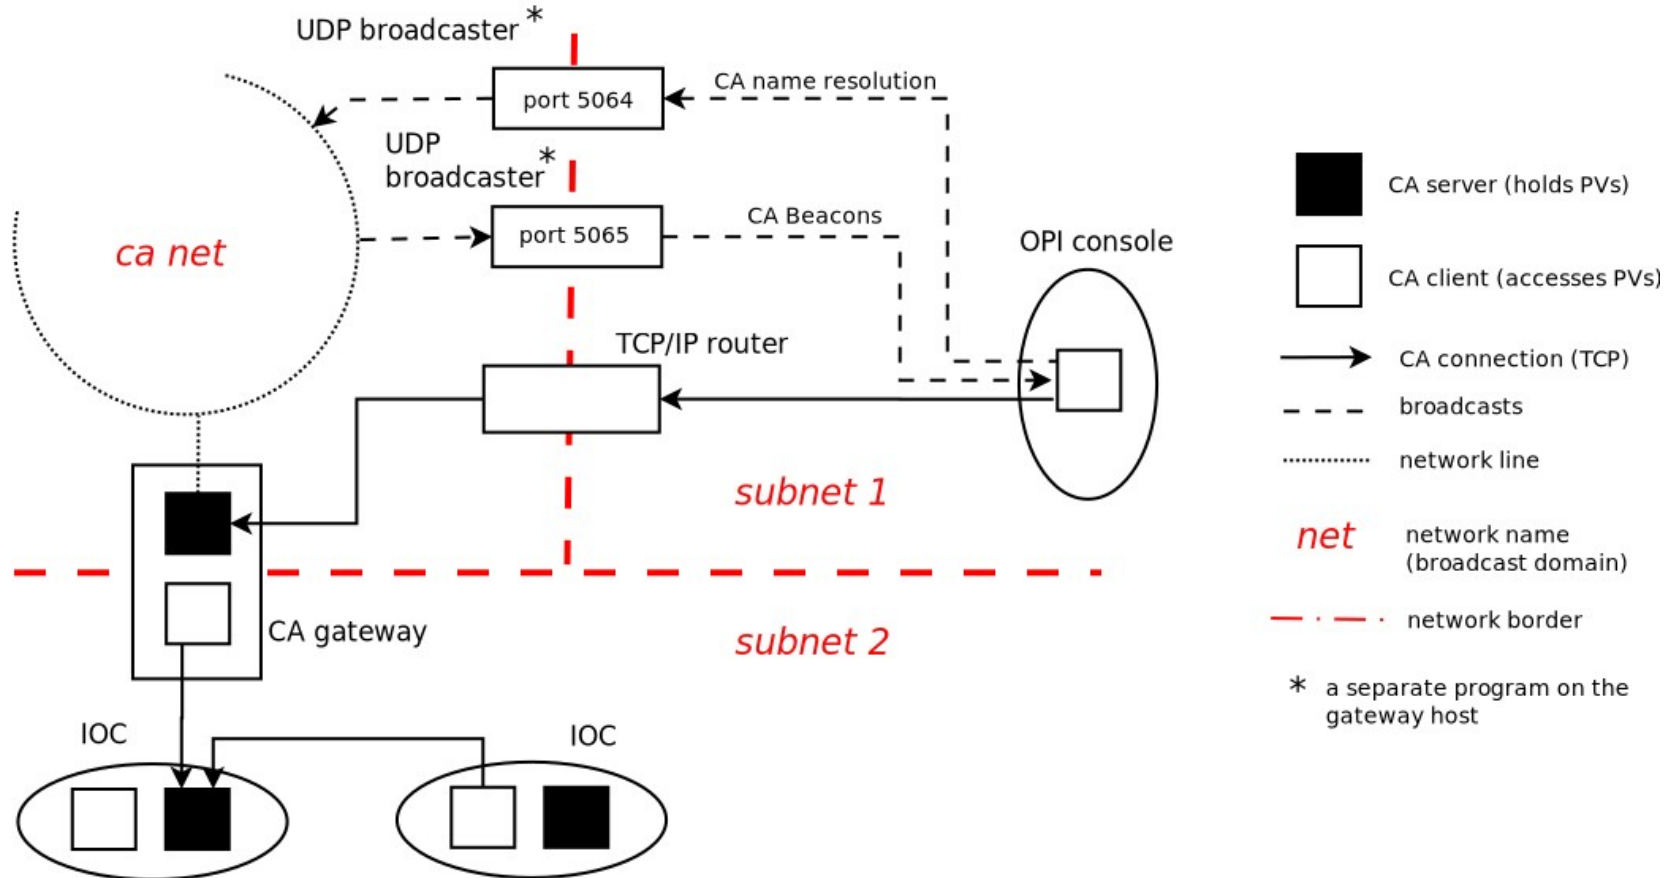 UDP broadcaster *
port 5064
CA name resolution
UDP
broadcaster *
port 5065
CA Beacons
ca net
OPI console
TCP/IP router
subnet 1
subnet 2
CA gateway
IOC
IOC
CA server (holds PVs)
CA client (accesses PVs)
CA connection (TCP)
broadcasts
network line
net
network name
(broadcast domain)
network border
* a separate program on the
gateway host